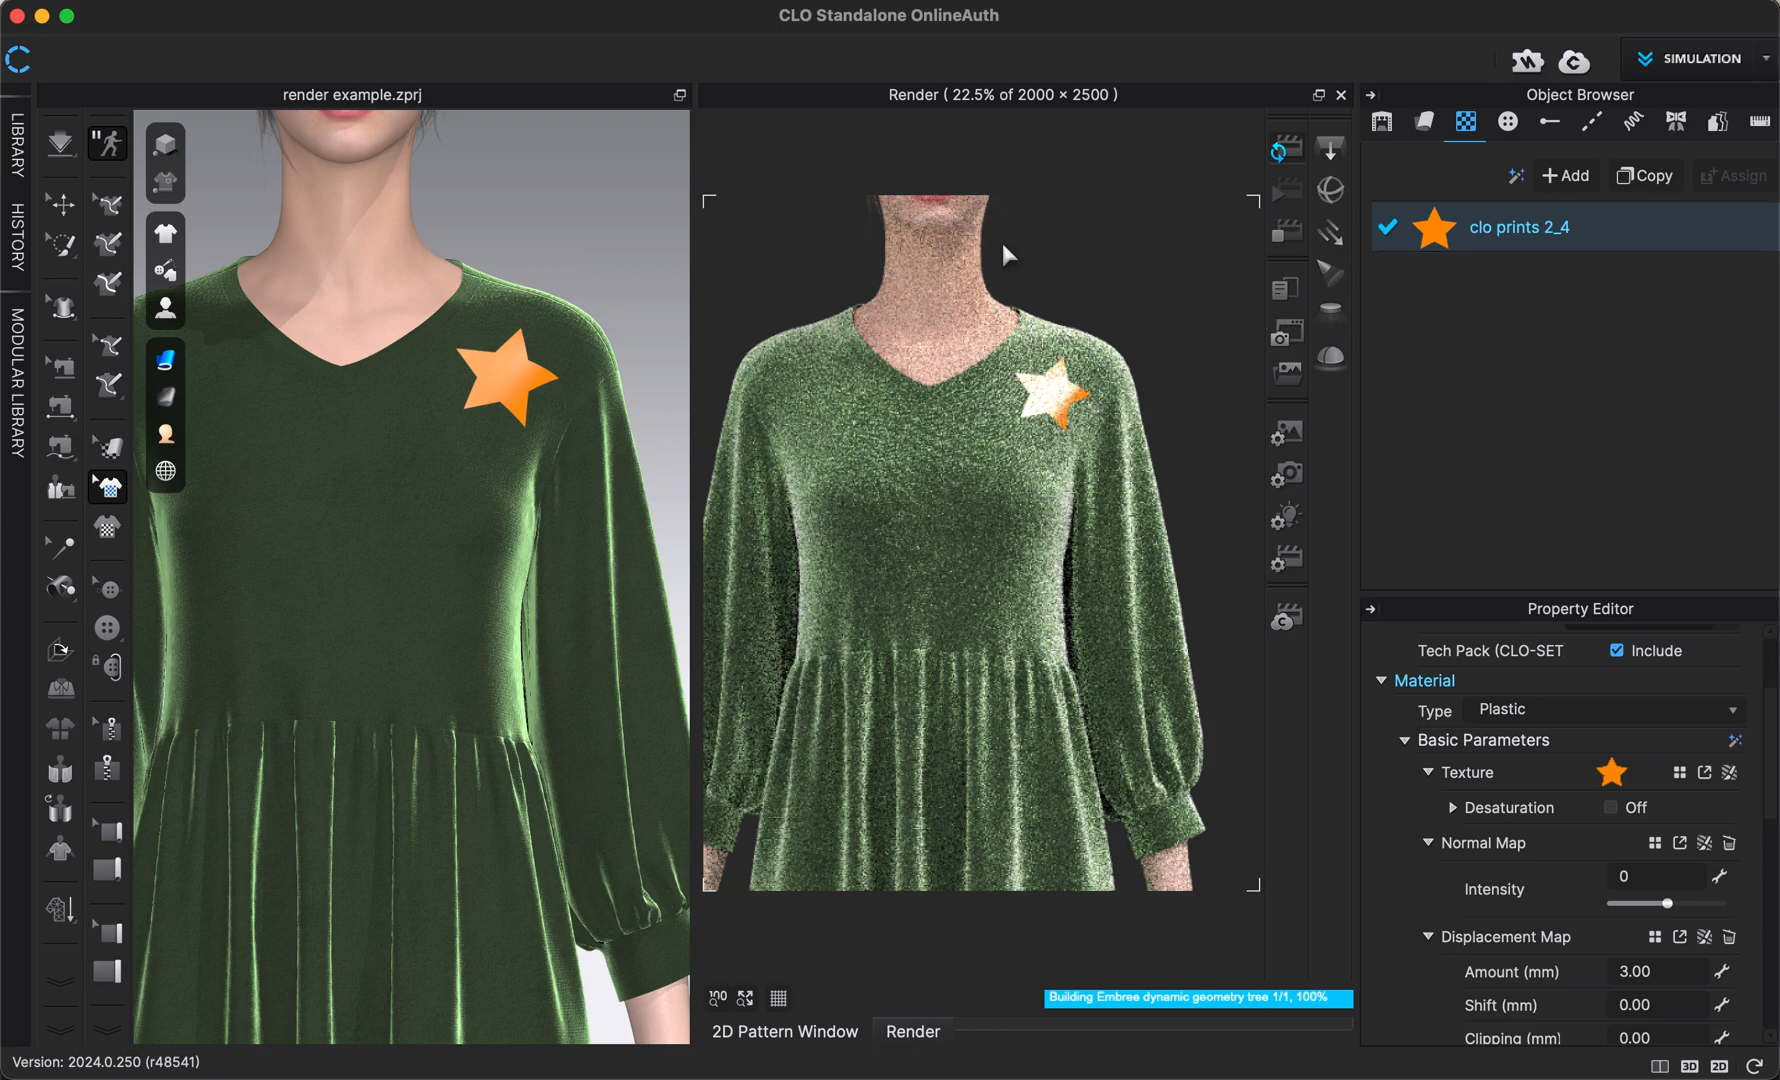 CLO Standalone OnlineAuth
SIMULATION
LIBRARY
HISTORY
MODULAR LIBRARY
render example.zprj
Render ( 22.5% of 2000 × 2500 )
Object Browser
Add
Copy
Assign
clo prints 2_4
Property Editor
Tech Pack (CLO-SET
Include
Material
Type
Plastic
Basic Parameters
Texture
Desaturation
Off
Normal Map
Intensity
0
Displacement Map
Amount (mm)
3.00
Shift (mm)
0.00
Clipping (mm)
0.00
100
Building Embree dynamic geometry tree 1/1, 100%
2D Pattern Window
Render
Version: 2024.0.250 (r48541)
3D
2D